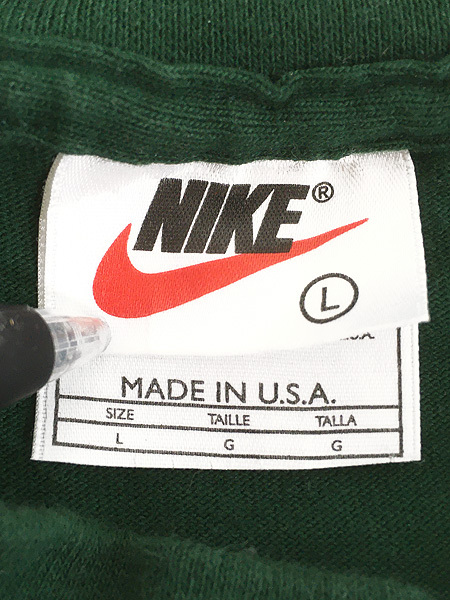 NIKE®
L
U.S.A.
MADE IN U.S.A.
SIZE TAILLE TALLA
L G G